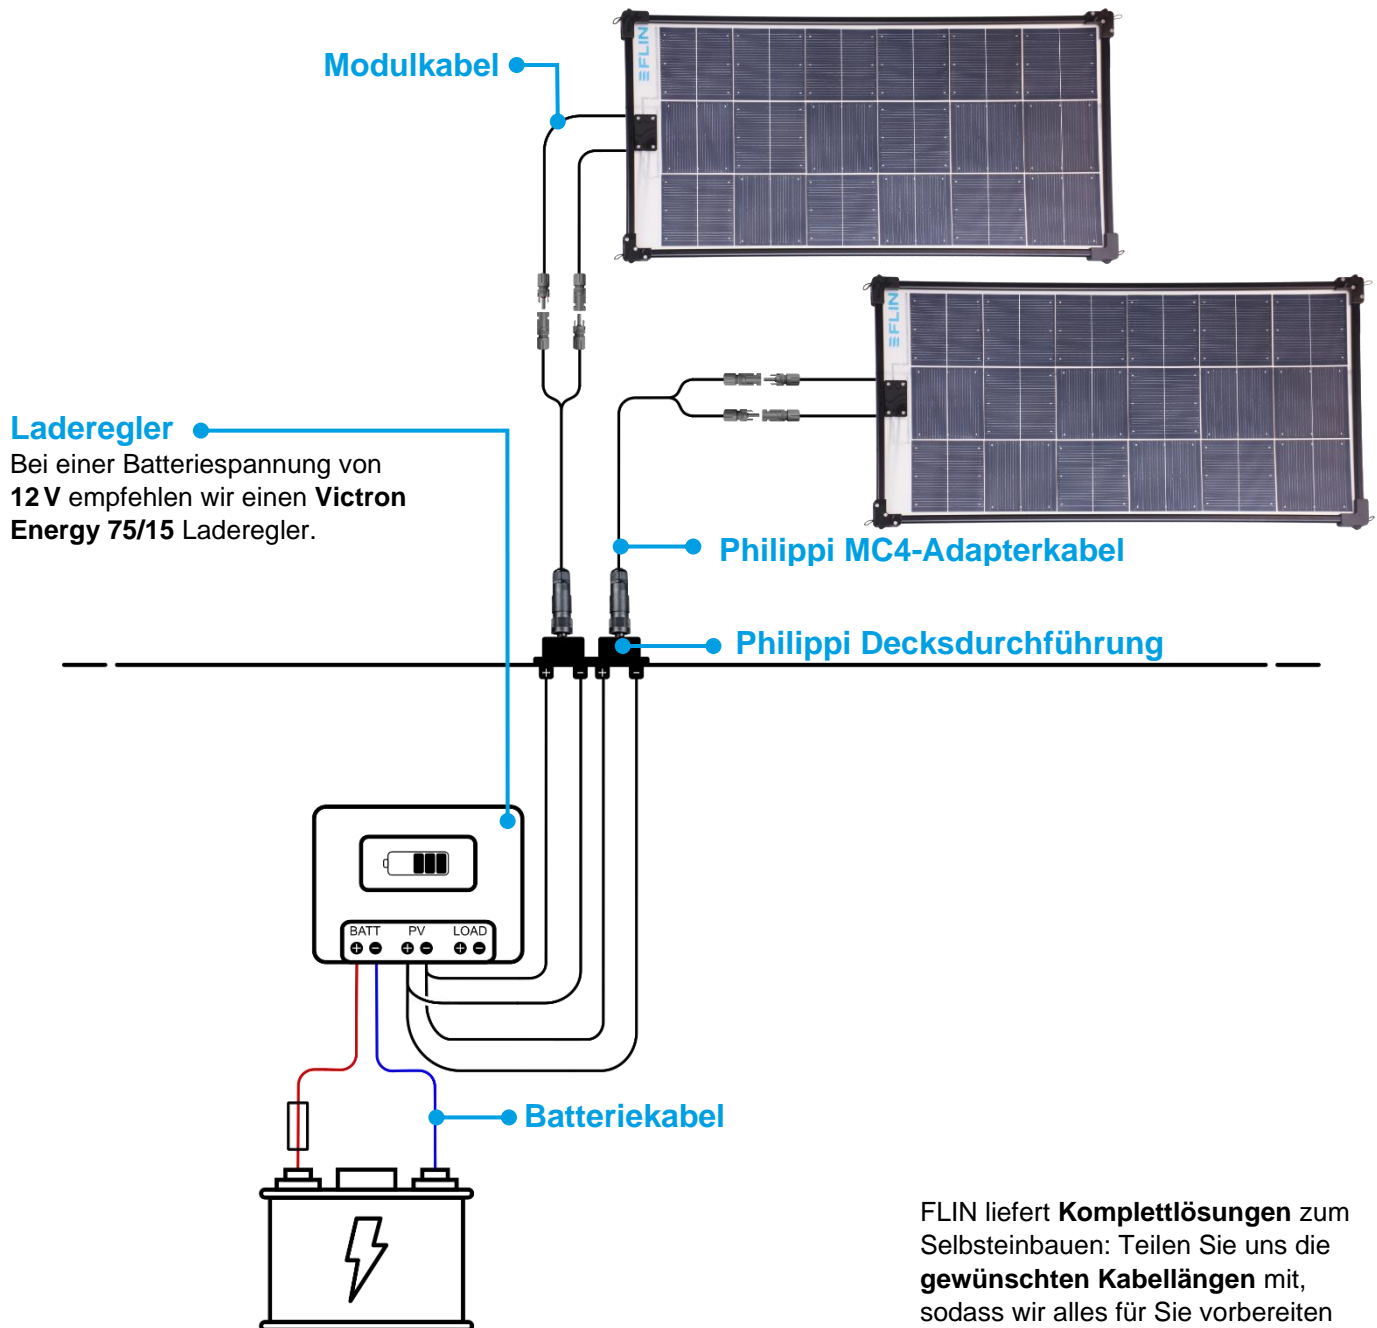 Modulkabel
FLIN
FLIN
Laderegler
Bei einer Batteriespannung von
12 V empfehlen wir einen Victron
Energy 75/15 Laderegler.
Philippi MC4-Adapterkabel
Philippi Decksdurchführung
+ - + -
BATT PV LOAD
+ - + - + -
Batteriekabel
FLIN liefert Komplettlösungen zum
Selbsteinbauen: Teilen Sie uns die
gewünschten Kabellängen mit,
sodass wir alles für Sie vorbereiten